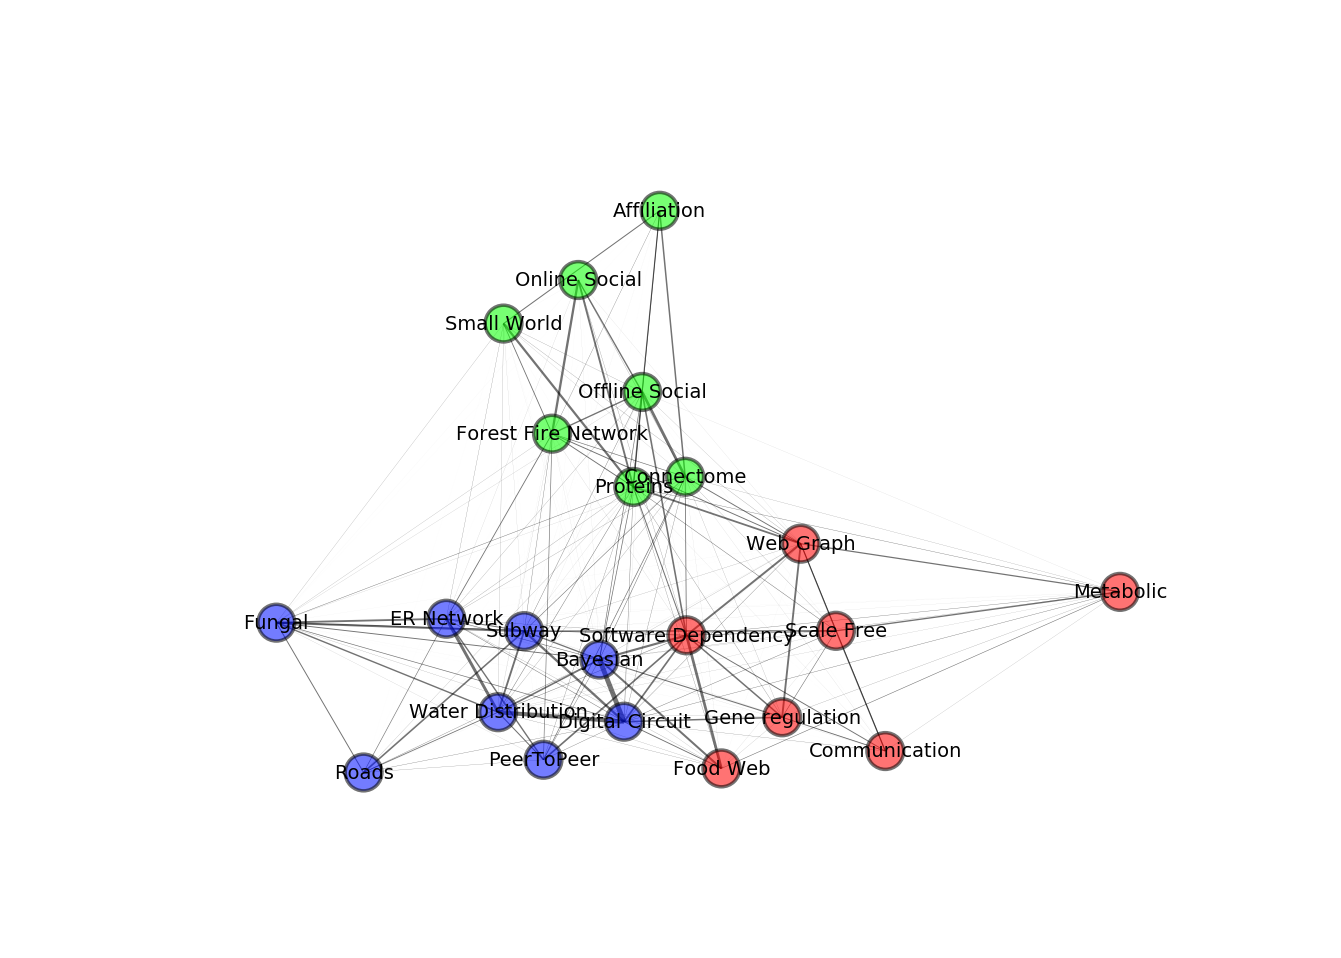 Affiliation
Online Social
Small World
Offline Social
Forest Fire Network
Connectome
Proteins
Web Graph
Metabolic
ER Network
Fungal
Subway
Scale Free
Software Dependency
Bayesian
Water Distribution
Gene regulation
Digital Circuit
Communication
PeerToPeer
Food Web
Roads